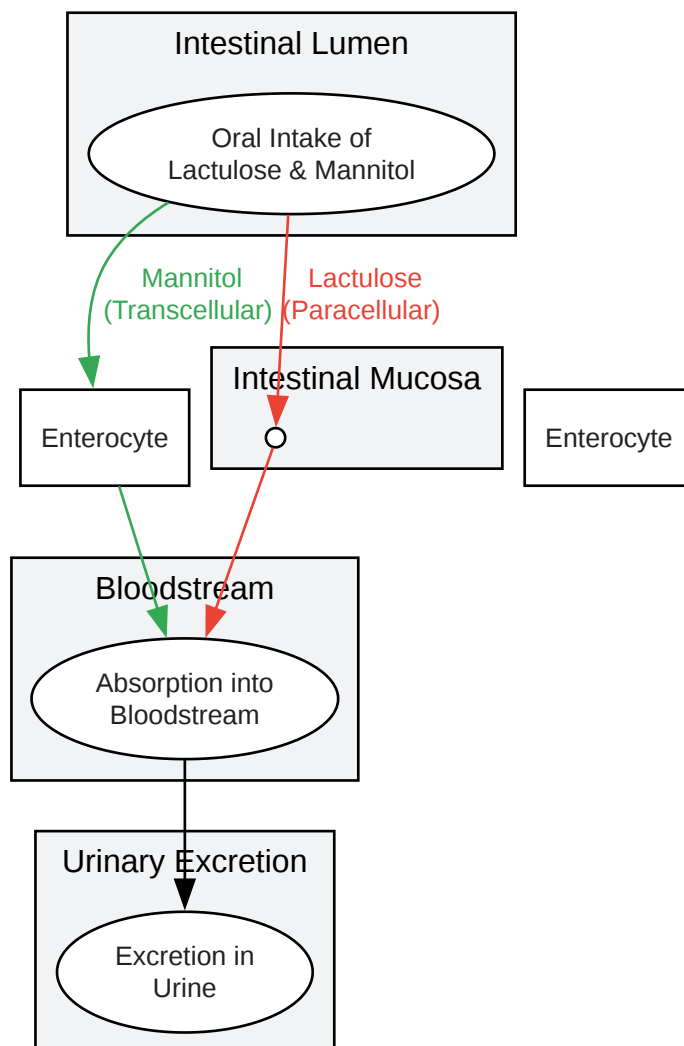 Intestinal Lumen
Oral Intake of
Lactulose & Mannitol
Mannitol
(Transcellular)
Lactulose
(Paracellular)
Intestinal Mucosa
Enterocyte
Enterocyte
Bloodstream
Absorption into
Bloodstream
Urinary Excretion
Excretion in
Urine